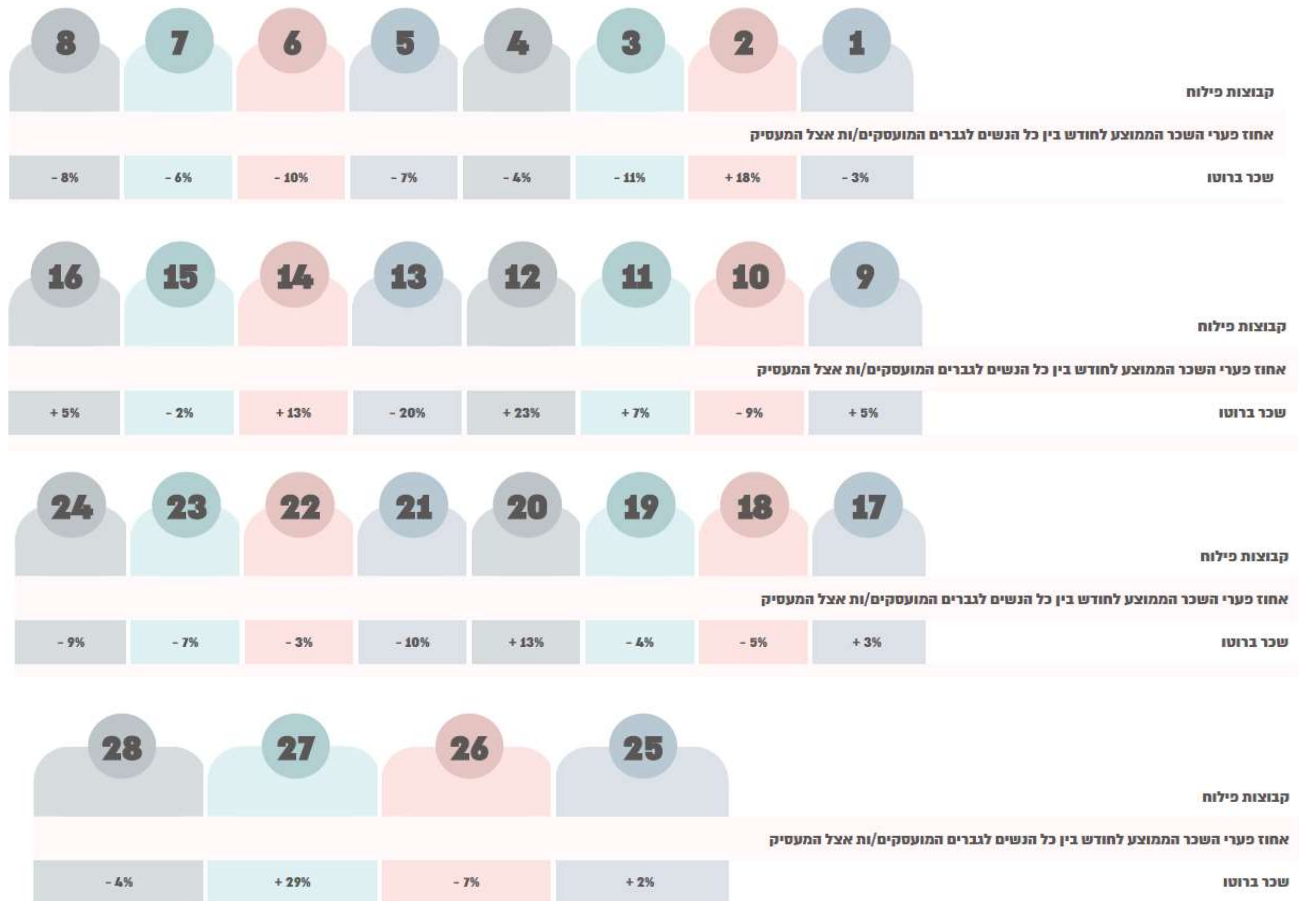 1 2 3 4 5 6 7 8
קבוצות פילוח
אחוז פערי השכר הממוצע לחודש בין כל הנשים לגברים המועסקים/ות אצל המעסיק
שכר ברוטו - 3% + 18% - 11% - 4% - 7% - 10% - 6% - 8%
9 10 11 12 13 14 15 16
קבוצות פילוח
אחוז פערי השכר הממוצע לחודש בין כל הנשים לגברים המועסקים/ות אצל המעסיק
שכר ברוטו + 5% - 9% + 7% + 23% - 20% + 13% - 2% + 5%
17 18 19 20 21 22 23 24
קבוצות פילוח
אחוז פערי השכר הממוצע לחודש בין כל הנשים לגברים המועסקים/ות אצל המעסיק
שכר ברוטו + 3% - 5% - 4% + 13% - 10% - 3% - 7% - 9%
25 26 27 28
קבוצות פילוח
אחוז פערי השכר הממוצע לחודש בין כל הנשים לגברים המועסקים/ות אצל המעסיק
שכר ברוטו + 2% - 7% + 29% - 4%